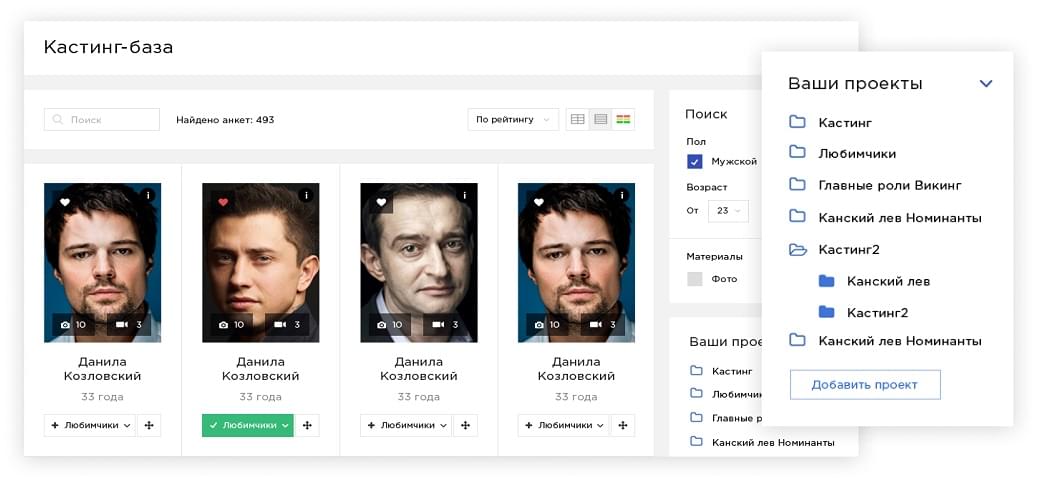 Кастинг-база
Поиск
Найдено анкет: 493
По рейтингу
i
i
i
i
10 3
10 3
10 3
10 3
Данила
Козловский
33 года
Данила
Козловский
33 года
Данила
Козловский
33 года
Данила
Козловский
33 года
+ Любимчики
Любимчики
+ Любимчики
+ Любимчики
Поиск
Пол
Мужской
Возраст
От 23
Материалы
Фото
Ваши прое
Кастинг
Любимчик
Главные р
Канский лев Номинанты
Ваши проекты
Кастинг
Любимчики
Главные роли Викинг
Канский лев Номинанты
Кастинг2
Канский лев
Кастинг2
Канский лев Номинанты
Добавить проект